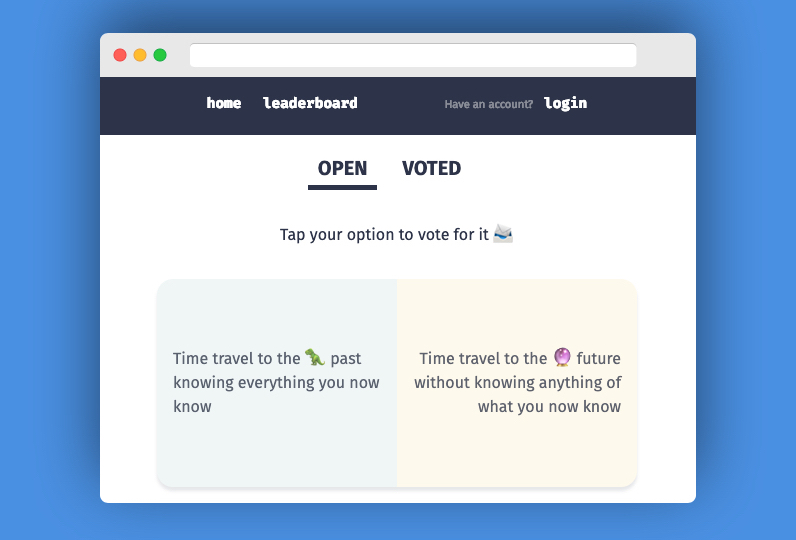 home leaderboard Have an account? login
OPEN VOTED
Tap your option to vote for it 🗳️
Time travel to the 🦖 past
knowing everything you now
know
Time travel to the 🔮 future
without knowing anything of
what you now know